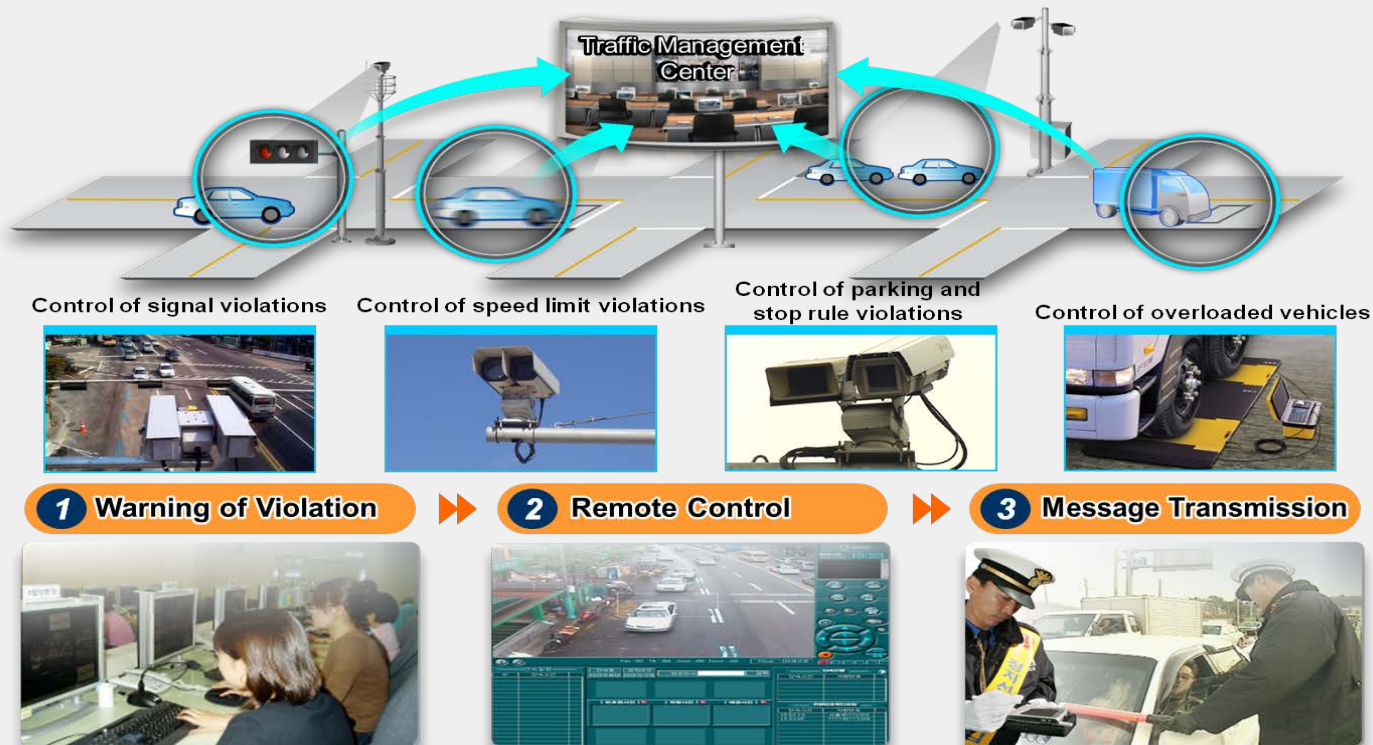 Traffic Management
Center
Control of signal violations
Control of speed limit violations
Control of parking and
stop rule violations
Control of overloaded vehicles
1 Warning of Violation
2 Remote Control
3 Message Transmission